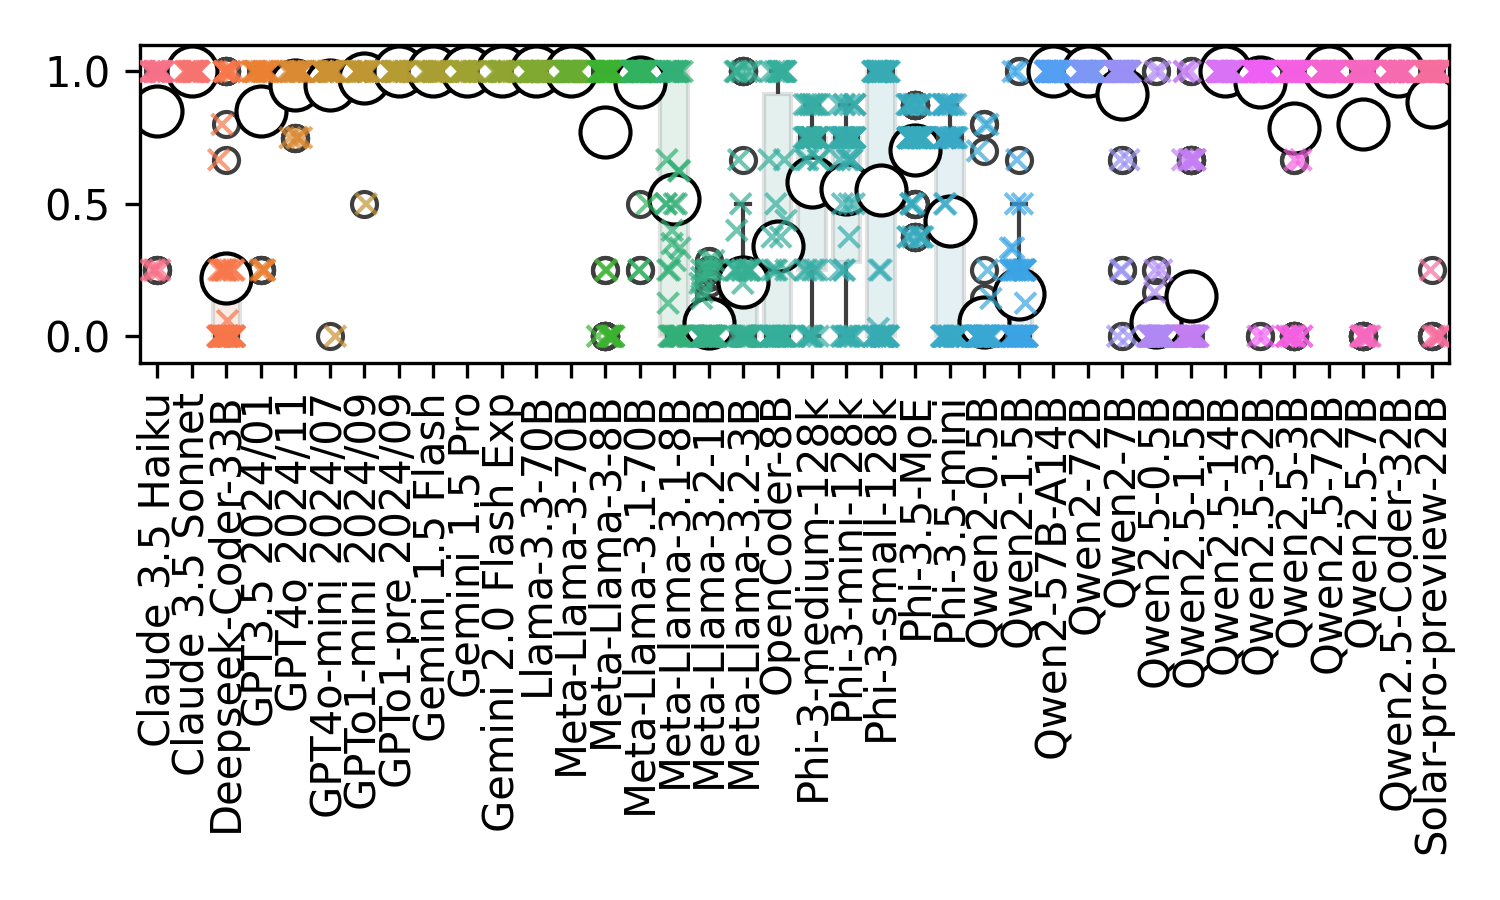 1.0
0.5
0.0
Claude 3.5 Haiku
Claude 3.5 Sonnet
Deepseek-Coder-33B
GPT3.5 2024/01
GPT4o 2024/11
GPT4o-mini 2024/07
GPTo1-mini 2024/09
GPTo1-pre 2024/09
Gemini 1.5 Flash
Gemini 1.5 Pro
Gemini 2.0 Flash Exp
Llama-3.3-70B
Meta-Llama-3-70B
Meta-Llama-3-8B
Meta-Llama-3.1-70B
Meta-Llama-3.1-8B
Meta-Llama-3.2-1B
Meta-Llama-3.2-3B
OpenCoder-8B
Phi-3-medium-128k
Phi-3-mini-128k
Phi-3-small-128k
Phi-3.5-MoE
Phi-3.5-mini
Qwen2-0.5B
Qwen2-1.5B
Qwen2-57B-A14B
Qwen2-72B
Qwen2-7B
Qwen2.5-0.5B
Qwen2.5-1.5B
Qwen2.5-14B
Qwen2.5-32B
Qwen2.5-3B
Qwen2.5-72B
Qwen2.5-7B
Qwen2.5-Coder-32B
Solar-pro-preview-22B